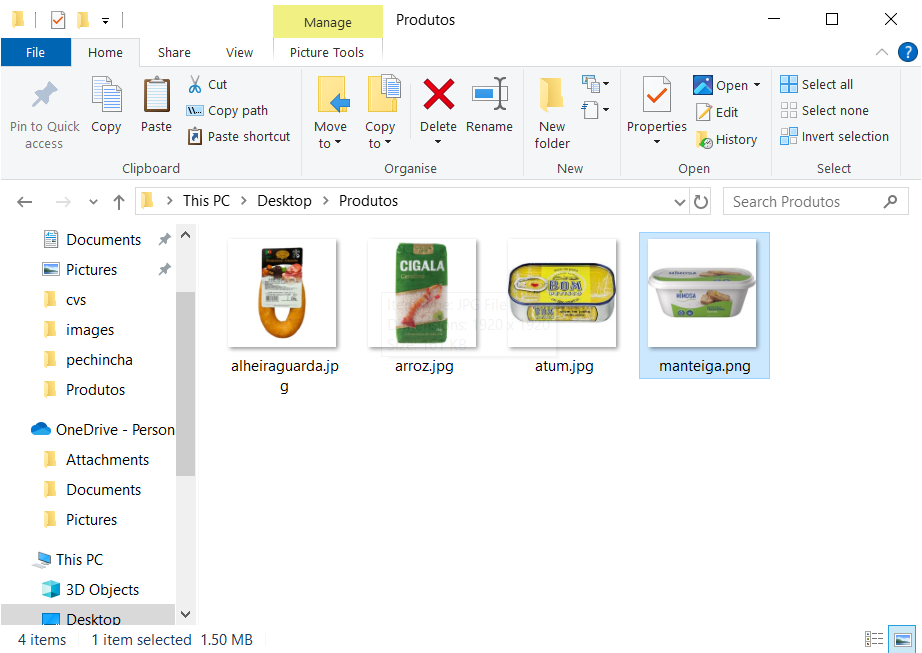 Manage
Produtos
File
Home
Share
View
Picture Tools
Pin to Quick
access
Copy
Paste
Cut
Copy path
Paste shortcut
Clipboard
Move
to
Copy
to
Delete
Rename
Organise
New
folder
New
Properties
Open
Edit
History
Open
Select all
Select none
Invert selection
Select
This PC
Desktop
Produtos
Search Produtos
Documents
Pictures
cvs
images
pechincha
Produtos
OneDrive - Person
Attachments
Documents
Pictures
This PC
3D Objects
Desktop
CIGALA
BOM
MIMOSA
alheiraguarda.jp
g
arroz.jpg
atum.jpg
manteiga.png
4 items
1 item selected
1.50 MB